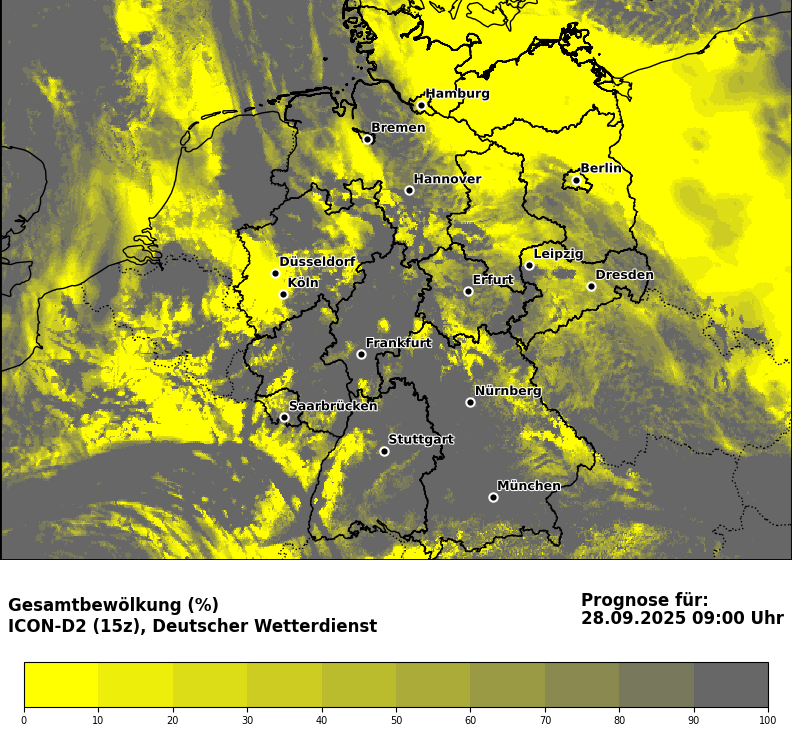 Hamburg
Bremen
Berlin
Hannover
Leipzig
Düsseldorf
Dresden
Köln
Erfurt
Frankfurt
Nürnberg
Saarbrücken
Stuttgart
München
Gesamtbewölkung (%)
ICON-D2 (15z), Deutscher Wetterdienst
Prognose für:
28.09.2025 09:00 Uhr
0 10 20 30 40 50 60 70 80 90 100